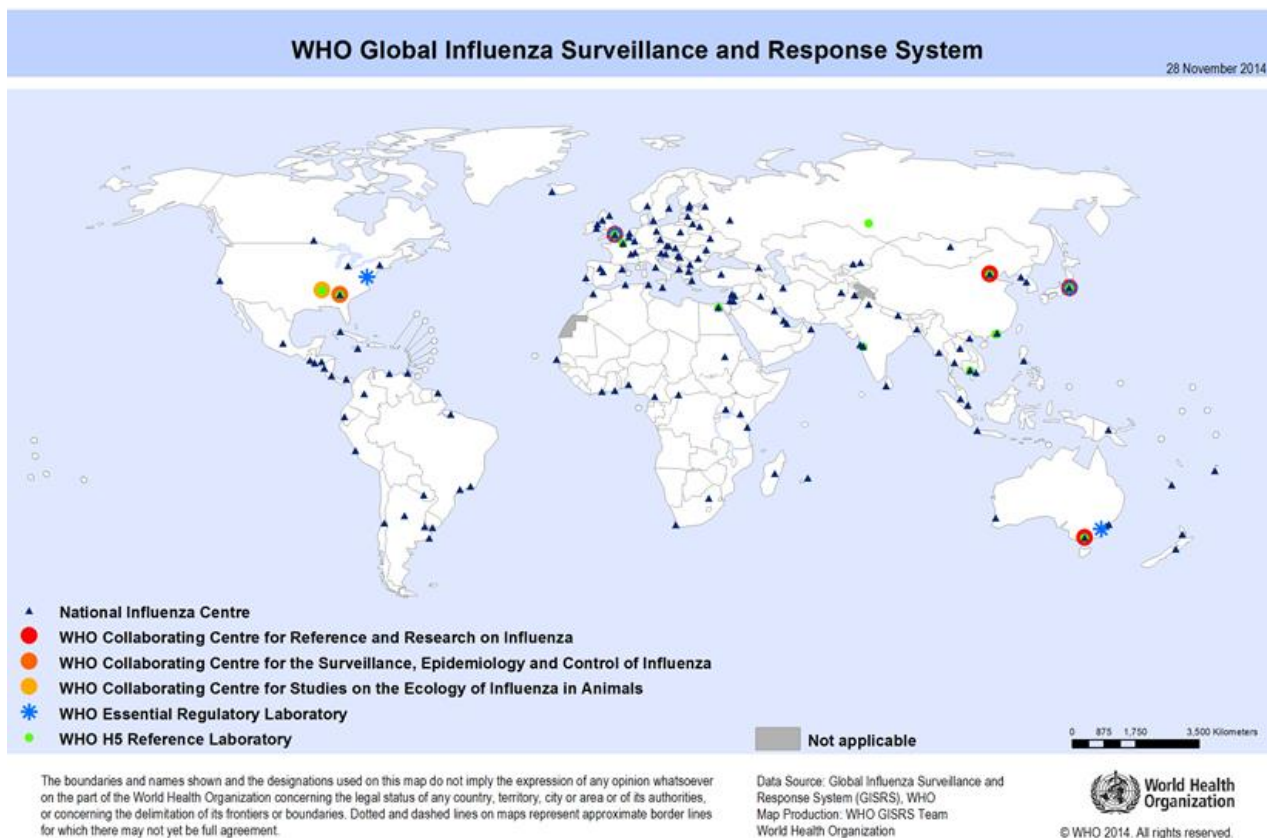 WHO Global Influenza Surveillance and Response System
28 November 2014
National Influenza Centre
WHO Collaborating Centre for Reference and Research on Influenza
WHO Collaborating Centre for the Surveillance, Epidemiology and Control of Influenza
WHO Collaborating Centre for Studies on the Ecology of Influenza in Animals
WHO Essential Regulatory Laboratory
WHO H5 Reference Laboratory
Not applicable
0 875 1,750 3,500 Kilometers
The boundaries and names shown and the designations used on this map do not imply the expression of any opinion whatsoever
on the part of the World Health Organization concerning the legal status of any country, territory, city or area or of its authorities,
or concerning the delimitation of its frontiers or boundaries. Dotted and dashed lines on maps represent approximate border lines
for which there may not yet be full agreement.
Data Source: Global Influenza Surveillance and
Response System (GISRS), WHO
Map Production: WHO GISRS Team
World Health Organization
World Health
Organization
© WHO 2014. All rights reserved.